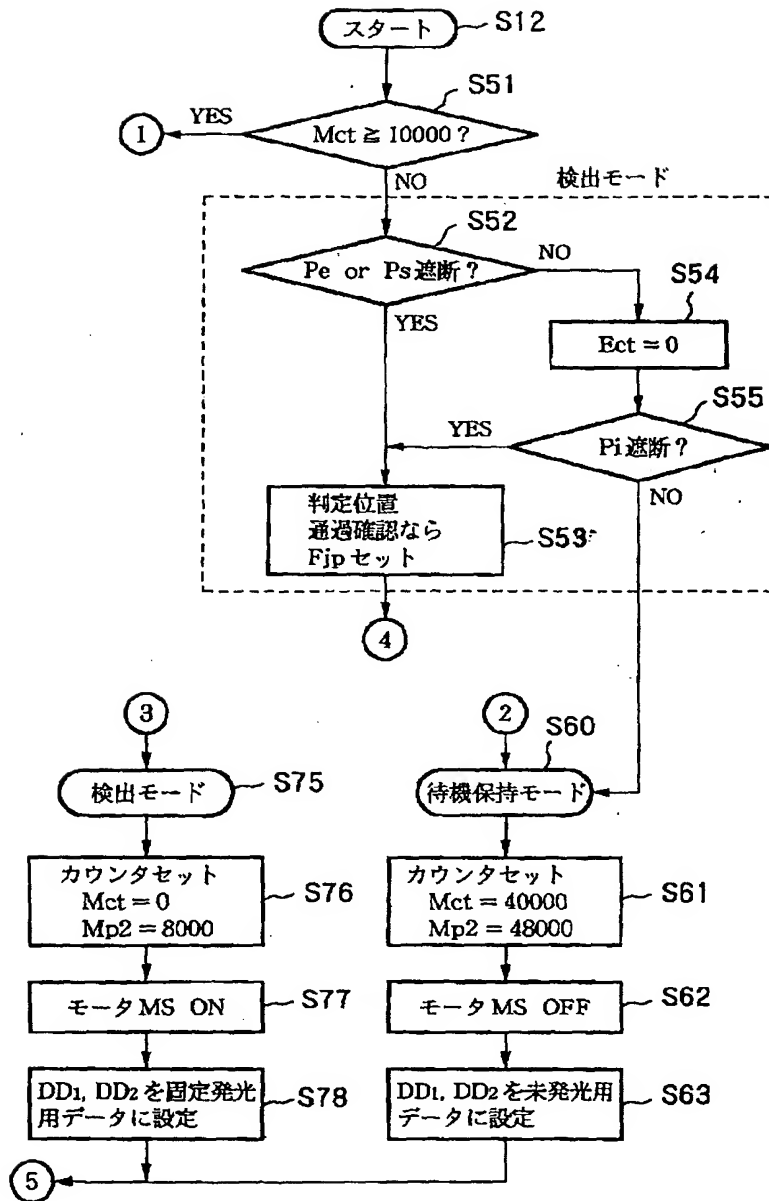 スタート
S12
S51
YES
1
Mct ≧ 10000 ?
NO
検出モード
S52
Pe or Ps 遮断 ?
NO
YES
S54
Ect = 0
S55
YES
Pi 遮断 ?
NO
判定位置
通過確認なら
Fjp セット
S53
4
3
2
S60
検出モード
S75
待機保持モード
カウンタセット
Mct = 0
Mp2 = 8000
S76
カウンタセット
Mct = 40000
Mp2 = 48000
S61
モータMS ON
S77
モータMS OFF
S62
DD1, DD2 を固定発光
用データに設定
S78
DD1, DD2 を未発光用
データに設定
S63
5